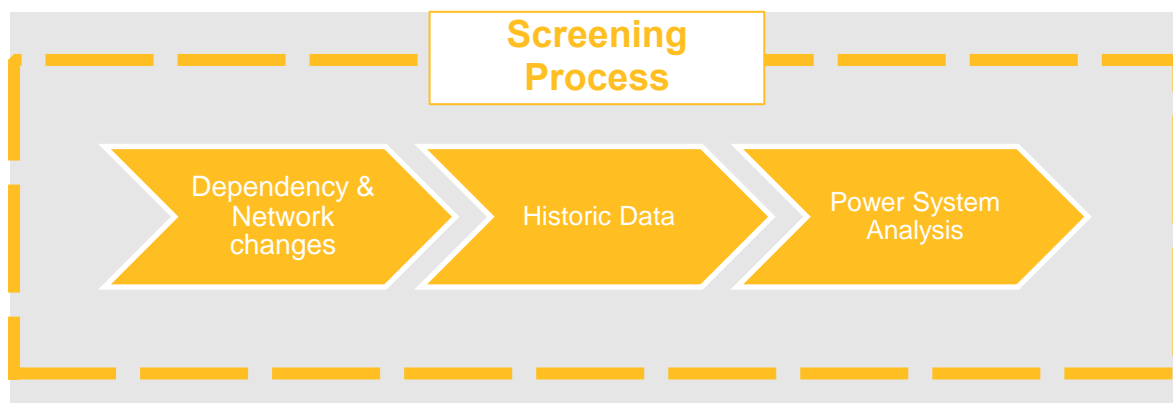 Screening
Process
Dependency &
Network
changes
Historic Data
Power System
Analysis